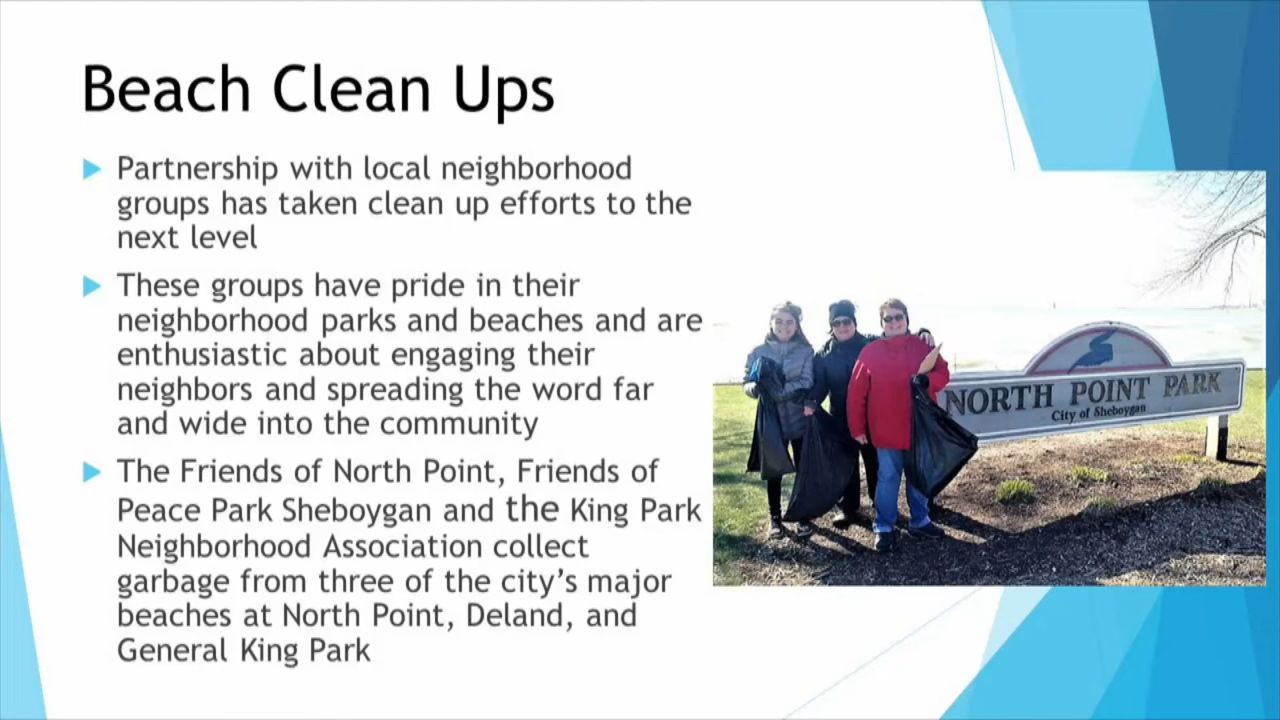 Beach Clean Ups
Partnership with local neighborhood
groups has taken clean up efforts to the
next level
These groups have pride in their
neighborhood parks and beaches and are
enthusiastic about engaging their
neighbors and spreading the word far
and wide into the community
The Friends of North Point, Friends of
Peace Park Sheboygan and the King Park
Neighborhood Association collect
garbage from three of the city’s major
beaches at North Point, Deland, and
General King Park
NORTH POINT PARK
City of Sheboygan